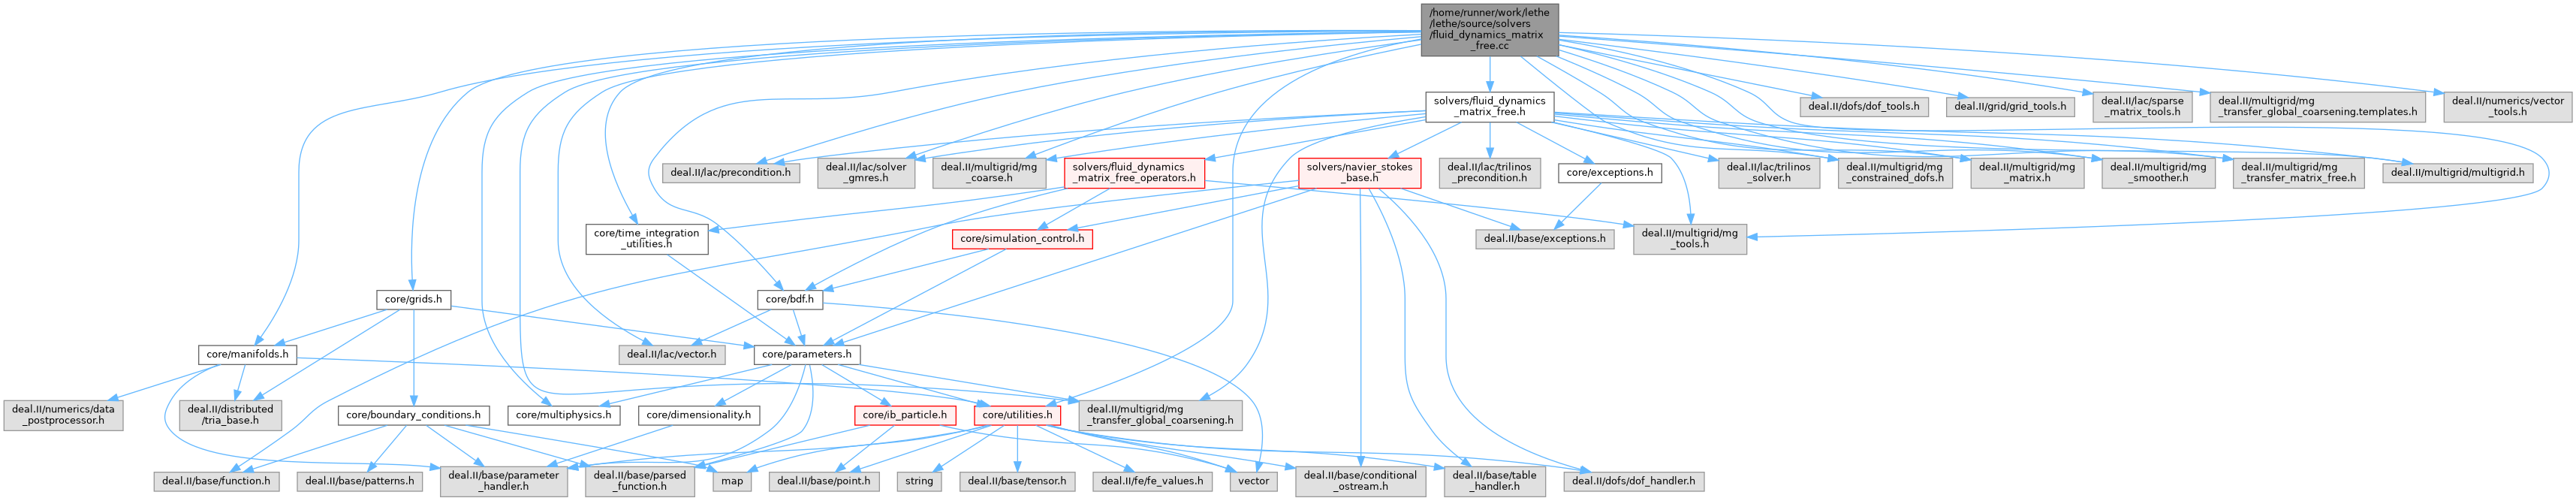 /home/runner/work/lethe
/lethe/source/solvers
/fluid_dynamics_matrix
_free.cc
solvers/fluid_dynamics
_matrix_free.h
deal.II/dofs/dof_tools.h
deal.II/grid/grid_tools.h
deal.II/lac/sparse
_matrix_tools.h
deal.II/multigrid/mg
_transfer_global_coarsening.templates.h
deal.II/numerics/vector
_tools.h
deal.II/lac/precondition.h
deal.II/lac/solver
_gmres.h
deal.II/multigrid/mg
_coarse.h
solvers/fluid_dynamics
_matrix_free_operators.h
solvers/navier_stokes
_base.h
deal.II/lac/trilinos
_precondition.h
core/exceptions.h
deal.II/lac/trilinos
_solver.h
deal.II/multigrid/mg
_constrained_dofs.h
deal.II/multigrid/mg
_matrix.h
deal.II/multigrid/mg
_smoother.h
deal.II/multigrid/mg
_transfer_matrix_free.h
deal.II/multigrid/multigrid.h
core/time_integration
_utilities.h
core/simulation_control.h
deal.II/base/exceptions.h
deal.II/multigrid/mg
_tools.h
core/grids.h
core/bdf.h
core/manifolds.h
deal.II/lac/vector.h
core/parameters.h
deal.II/numerics/data
_postprocessor.h
deal.II/distributed
/tria_base.h
core/boundary_conditions.h
core/multiphysics.h
core/dimensionality.h
core/ib_particle.h
core/utilities.h
deal.II/multigrid/mg
_transfer_global_coarsening.h
deal.II/base/function.h
deal.II/base/patterns.h
deal.II/base/parameter
_handler.h
deal.II/base/parsed
_function.h
map
deal.II/base/point.h
string
deal.II/base/tensor.h
deal.II/fe/fe_values.h
vector
deal.II/base/conditional
_ostream.h
deal.II/base/table
_handler.h
deal.II/dofs/dof_handler.h